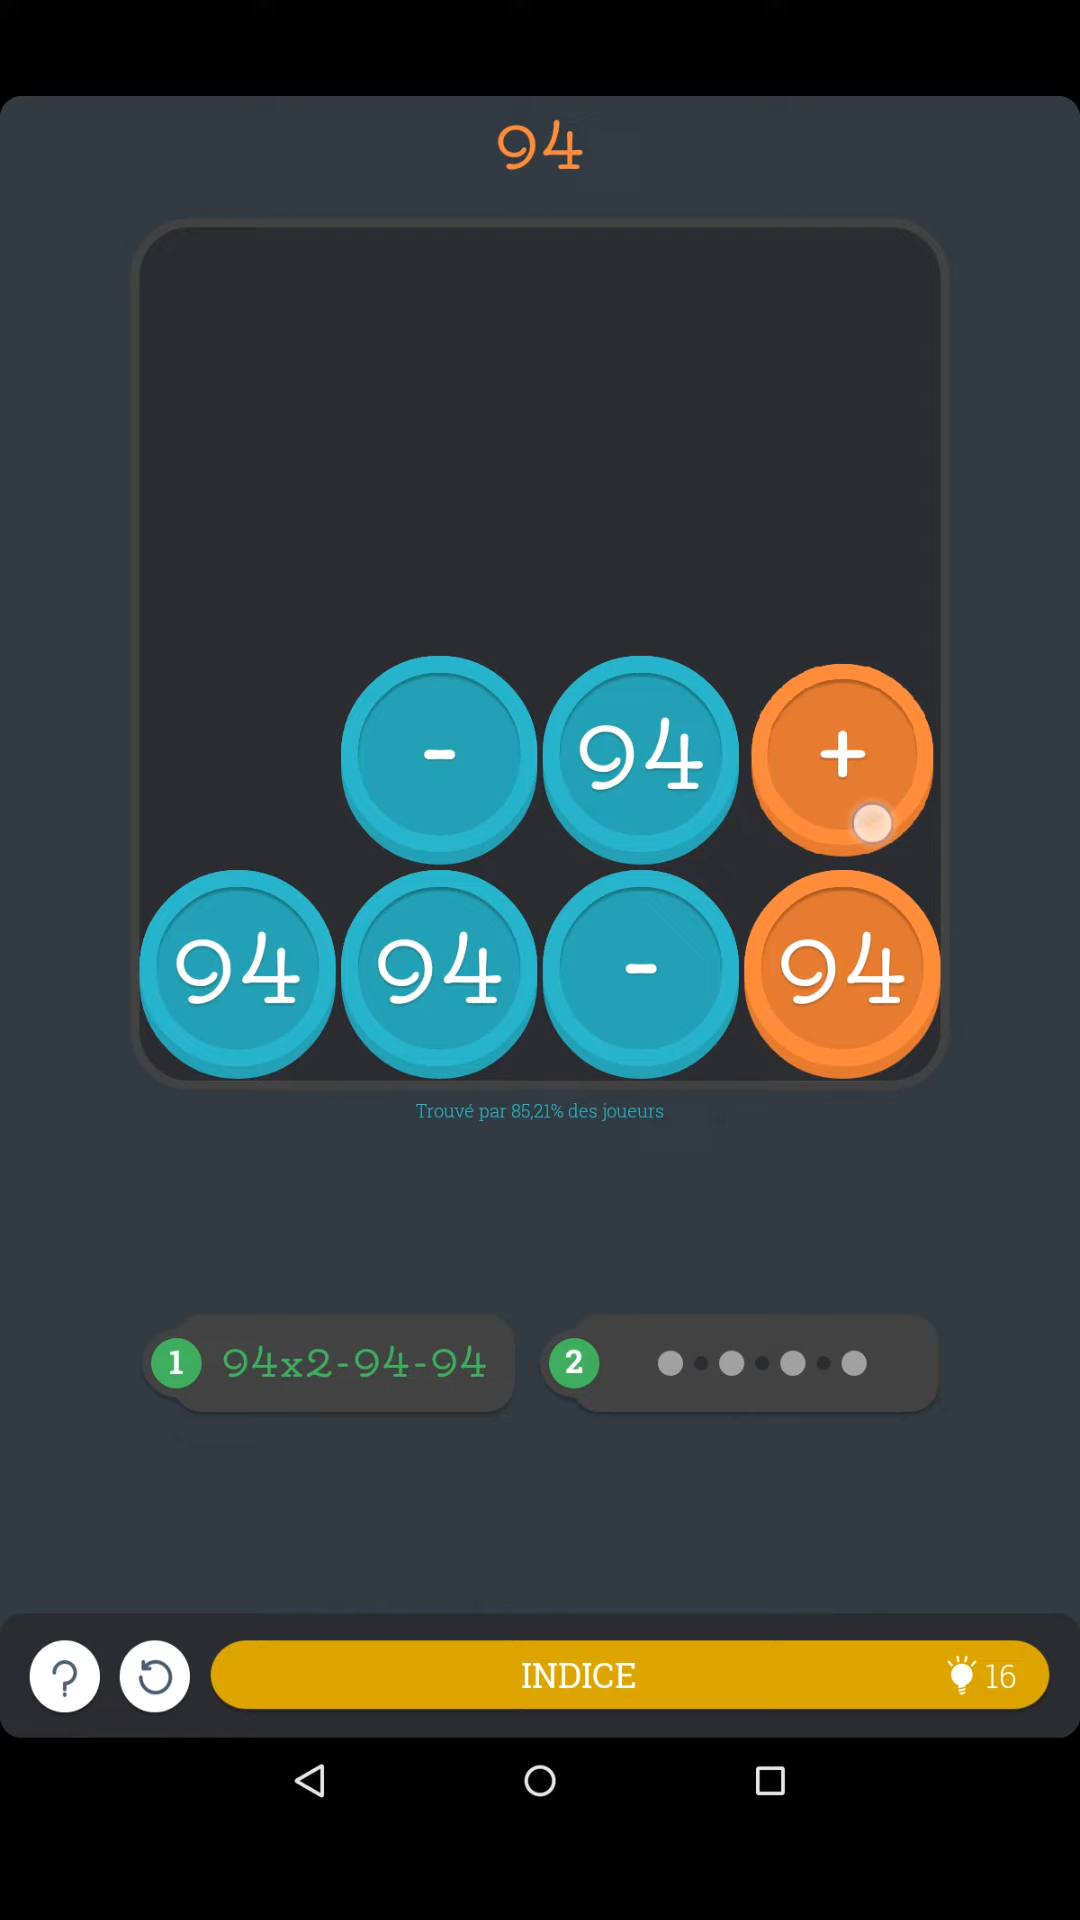 94
- 94 +
94 94 - 94
Trouvé par 85,21% des joueurs
1 94x2-94-94 2
? INDICE 16